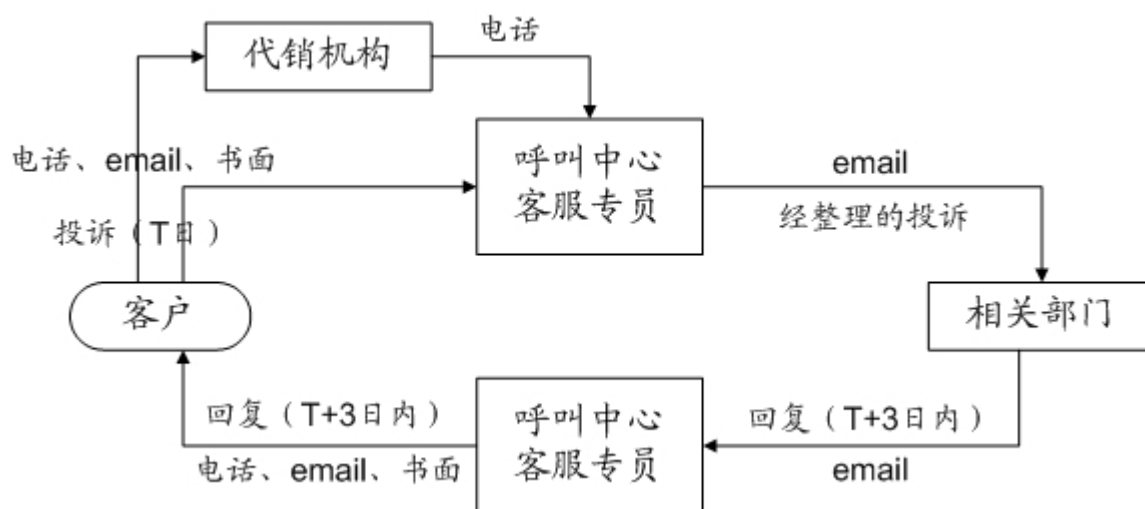 代销机构
电话
电话、email、书面
投诉（T日）
呼叫中心
客服专员
email
经整理的投诉
客户
相关部门
回复（T+3日内）
电话、email、书面
呼叫中心
客服专员
回复（T+3日内）
email